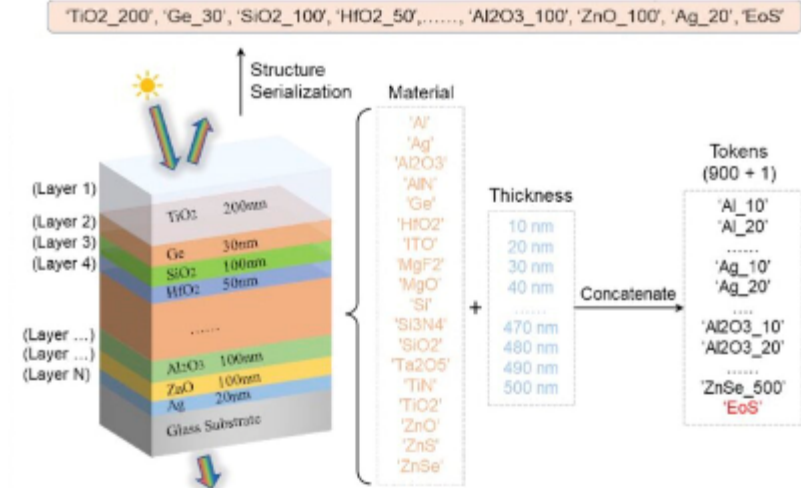 'TiO2_200', 'Ge_30', 'SiO2_100', 'HfO2_50',……, 'Al2O3_100', 'ZnO_100', 'Ag_20', 'EoS'
Structure
Serialization
(Layer 1)
(Layer 2)
(Layer 3)
(Layer 4)
(Layer ...)
(Layer ...)
(Layer N)
TiO₂ 200nm
Ge 30nm
SiO₂ 100nm
HfO₂ 50nm
......
Al₂O₃ 100nm
ZnO 100nm
Ag 20nm
Glass Substrate
Material
'Al'
'Ag'
'Al2O3'
'AlN'
'Ge'
'HfO2'
'ITO'
'MgF2'
'MgO'
'Si'
'Si3N4'
'SiO2'
'Ta2O5'
'TiN'
'TiO2'
'ZnO'
'ZnS'
'ZnSe'
+
Thickness
10 nm
20 nm
30 nm
40 nm
......
470 nm
480 nm
490 nm
500 nm
Concatenate
Tokens
(900 + 1)
'Al_10'
'Al_20'
......
'Ag_10'
'Ag_20'
....
'Al2O3_10'
'Al2O3_20'
......
'ZnSe_500'
'EoS'